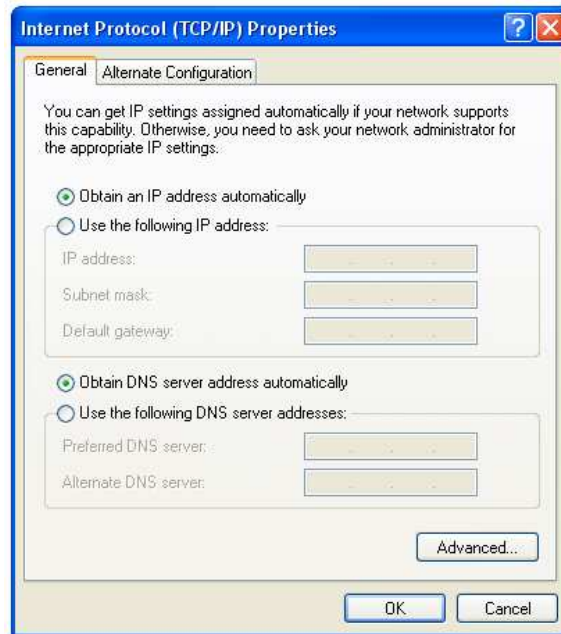 Internet Protocol (TCP/IP) Properties
General
Alternate Configuration
You can get IP settings assigned automatically if your network supports
this capability. Otherwise, you need to ask your network administrator for
the appropriate IP settings.
Obtain an IP address automatically
Use the following IP address:
IP address:
Subnet mask:
Default gateway:
Obtain DNS server address automatically
Use the following DNS server addresses:
Preferred DNS server:
Alternate DNS server:
Advanced...
OK
Cancel